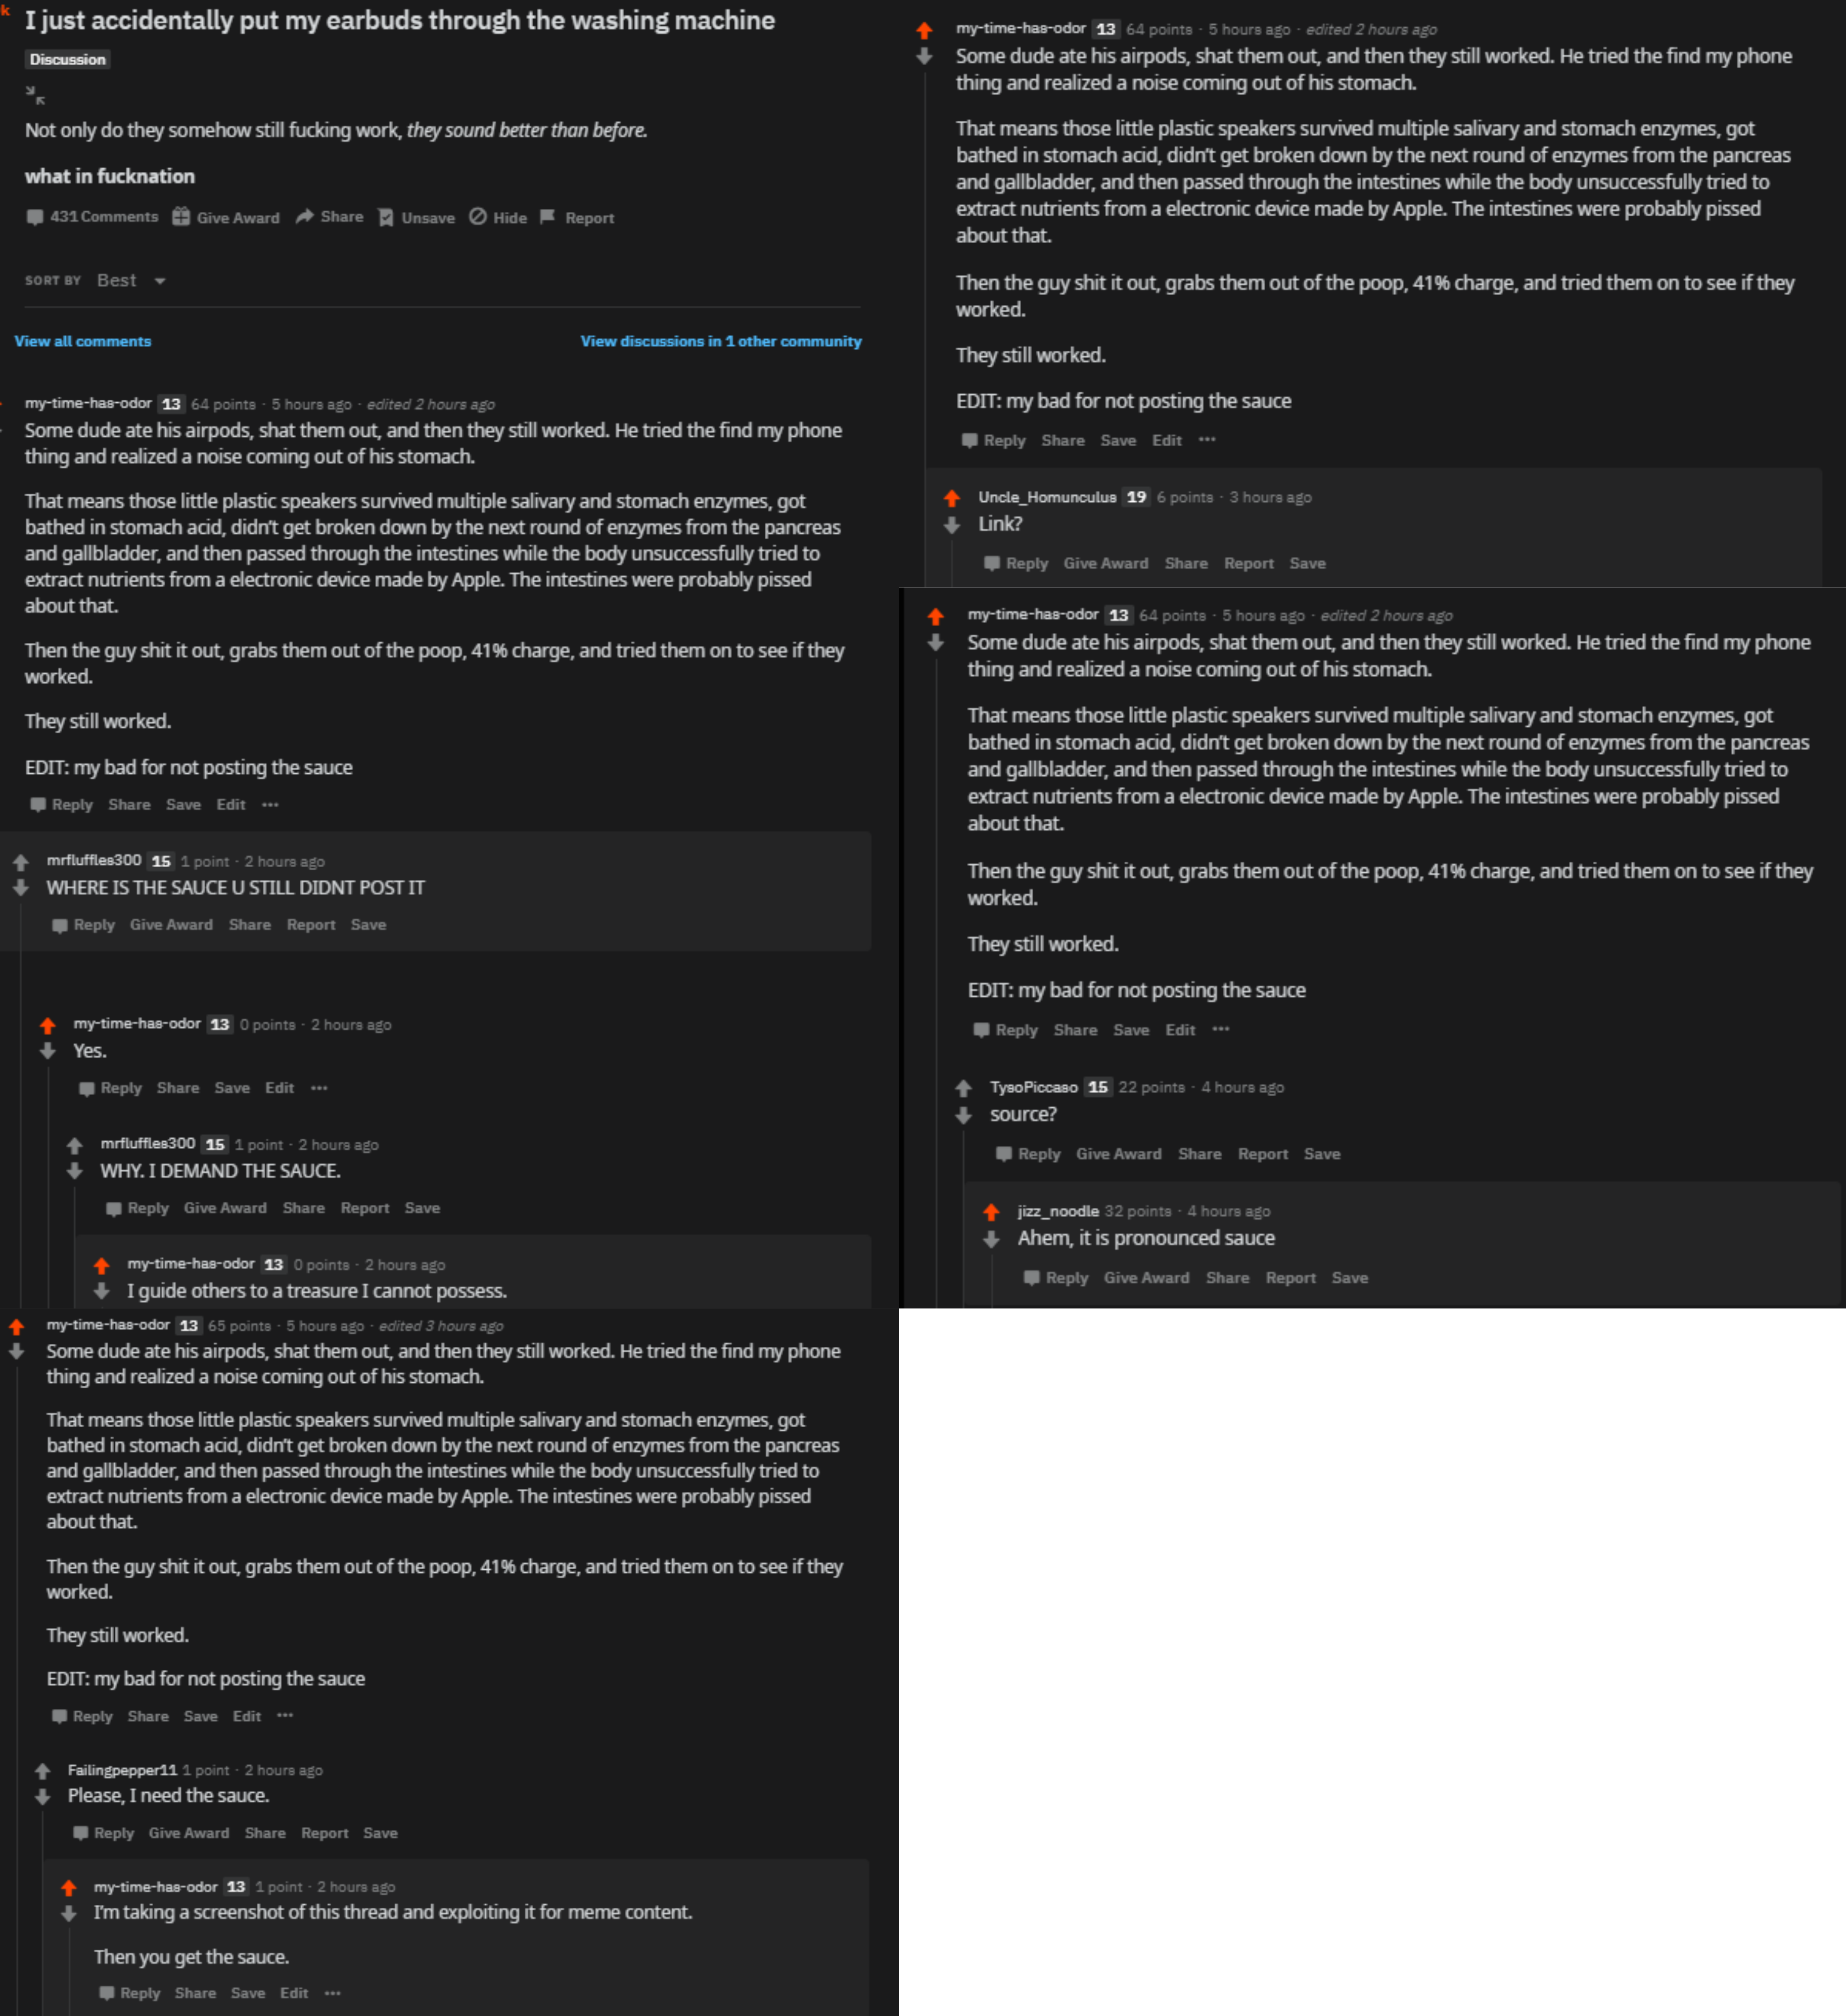 I just accidentally put my earbuds through the washing machine
Discussion
Not only do they somehow still fucking work, they sound better than before.
what in fucknation
431 Comments Give Award Share Unsave Hide Report
SORT BY Best
View all comments View discussions in 1 other community
my-time-has-odor 13 64 points · 5 hours ago · edited 2 hours ago
Some dude ate his airpods, shat them out, and then they still worked. He tried the find my phone
thing and realized a noise coming out of his stomach.
That means those little plastic speakers survived multiple salivary and stomach enzymes, got
bathed in stomach acid, didn't get broken down by the next round of enzymes from the pancreas
and gallbladder, and then passed through the intestines while the body unsuccessfully tried to
extract nutrients from a electronic device made by Apple. The intestines were probably pissed
about that.
Then the guy shit it out, grabs them out of the poop, 41% charge, and tried them on to see if they
worked.
They still worked.
EDIT: my bad for not posting the sauce
Reply Share Save Edit ···
mrfluffles300 15 1 point · 2 hours ago
WHERE IS THE SAUCE U STILL DIDNT POST IT
Reply Give Award Share Report Save
my-time-has-odor 13 0 points · 2 hours ago
Yes.
Reply Share Save Edit ···
mrfluffles300 15 1 point · 2 hours ago
WHY. I DEMAND THE SAUCE.
Reply Give Award Share Report Save
my-time-has-odor 13 0 points · 2 hours ago
I guide others to a treasure I cannot possess.
my-time-has-odor 13 64 points · 5 hours ago · edited 2 hours ago
Some dude ate his airpods, shat them out, and then they still worked. He tried the find my phone
thing and realized a noise coming out of his stomach.
That means those little plastic speakers survived multiple salivary and stomach enzymes, got
bathed in stomach acid, didn't get broken down by the next round of enzymes from the pancreas
and gallbladder, and then passed through the intestines while the body unsuccessfully tried to
extract nutrients from a electronic device made by Apple. The intestines were probably pissed
about that.
Then the guy shit it out, grabs them out of the poop, 41% charge, and tried them on to see if they
worked.
They still worked.
EDIT: my bad for not posting the sauce
Reply Share Save Edit ···
Uncle_Homunculus 19 6 points · 3 hours ago
Link?
Reply Give Award Share Report Save
my-time-has-odor 13 64 points · 5 hours ago · edited 2 hours ago
Some dude ate his airpods, shat them out, and then they still worked. He tried the find my phone
thing and realized a noise coming out of his stomach.
That means those little plastic speakers survived multiple salivary and stomach enzymes, got
bathed in stomach acid, didn't get broken down by the next round of enzymes from the pancreas
and gallbladder, and then passed through the intestines while the body unsuccessfully tried to
extract nutrients from a electronic device made by Apple. The intestines were probably pissed
about that.
Then the guy shit it out, grabs them out of the poop, 41% charge, and tried them on to see if they
worked.
They still worked.
EDIT: my bad for not posting the sauce
Reply Share Save Edit ···
TysoPiccaso 15 22 points · 4 hours ago
source?
Reply Give Award Share Report Save
jizz_noodle 32 points · 4 hours ago
Ahem, it is pronounced sauce
Reply Give Award Share Report Save
my-time-has-odor 13 65 points · 5 hours ago · edited 3 hours ago
Some dude ate his airpods, shat them out, and then they still worked. He tried the find my phone
thing and realized a noise coming out of his stomach.
That means those little plastic speakers survived multiple salivary and stomach enzymes, got
bathed in stomach acid, didn't get broken down by the next round of enzymes from the pancreas
and gallbladder, and then passed through the intestines while the body unsuccessfully tried to
extract nutrients from a electronic device made by Apple. The intestines were probably pissed
about that.
Then the guy shit it out, grabs them out of the poop, 41% charge, and tried them on to see if they
worked.
They still worked.
EDIT: my bad for not posting the sauce
Reply Share Save Edit ···
Failingpepper11 1 point · 2 hours ago
Please, I need the sauce.
Reply Give Award Share Report Save
my-time-has-odor 13 1 point · 2 hours ago
I'm taking a screenshot of this thread and exploiting it for meme content.
Then you get the sauce.
Reply Share Save Edit ···